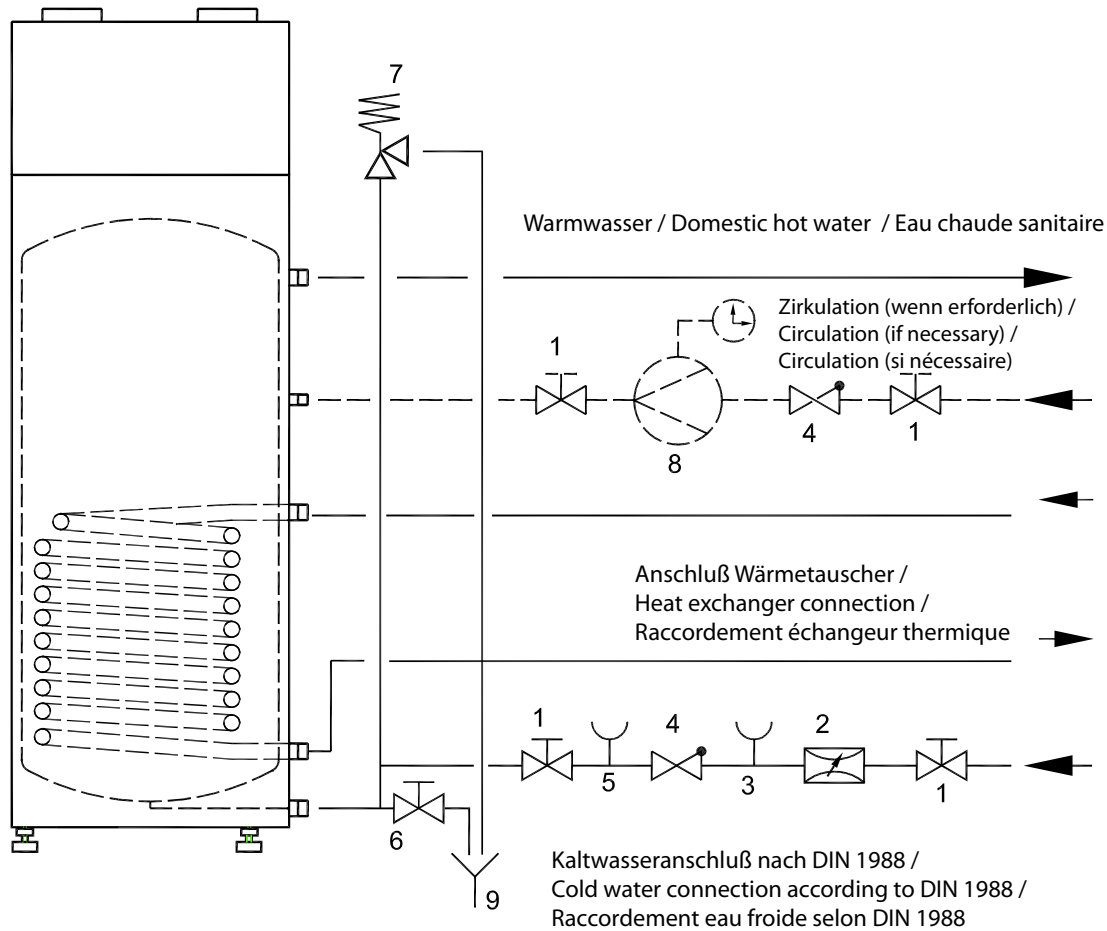 7
Warmwasser / Domestic hot water / Eau chaude sanitaire
Zirkulation (wenn erforderlich) /
Circulation (if necessary) /
Circulation (si nécessaire)
1
8
4
1
Anschluß Wärmetauscher /
Heat exchanger connection /
Raccordement échangeur thermique
1
5
4
3
2
1
6
9
Kaltwasseranschluß nach DIN 1988 /
Cold water connection according to DIN 1988 /
Raccordement eau froide selon DIN 1988